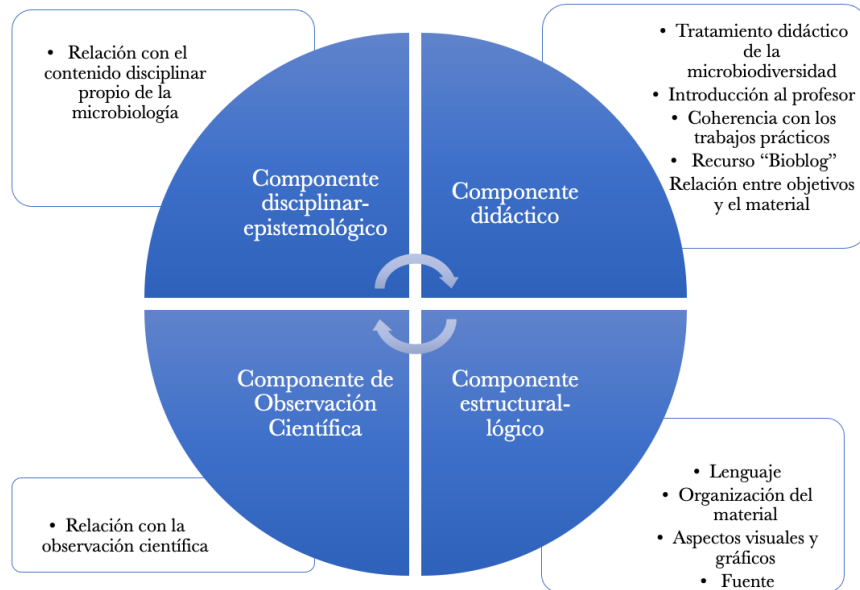 • Relación con el
contenido disciplinar
propio de la
microbiología
• Tratamiento didáctico
de la
microbiodiversidad
• Introducción al profesor
• Coherencia con los
trabajos prácticos
• Recurso “Bioblog”
Relación entre objetivos
y el material
Componente
disciplinar-
epistemológico
Componente
didáctico
Componente de
Observación
Científica
Componente
estructural-
lógico
• Relación con la
observación científica
• Lenguaje
• Organización del
material
• Aspectos visuales y
gráficos
• Fuente